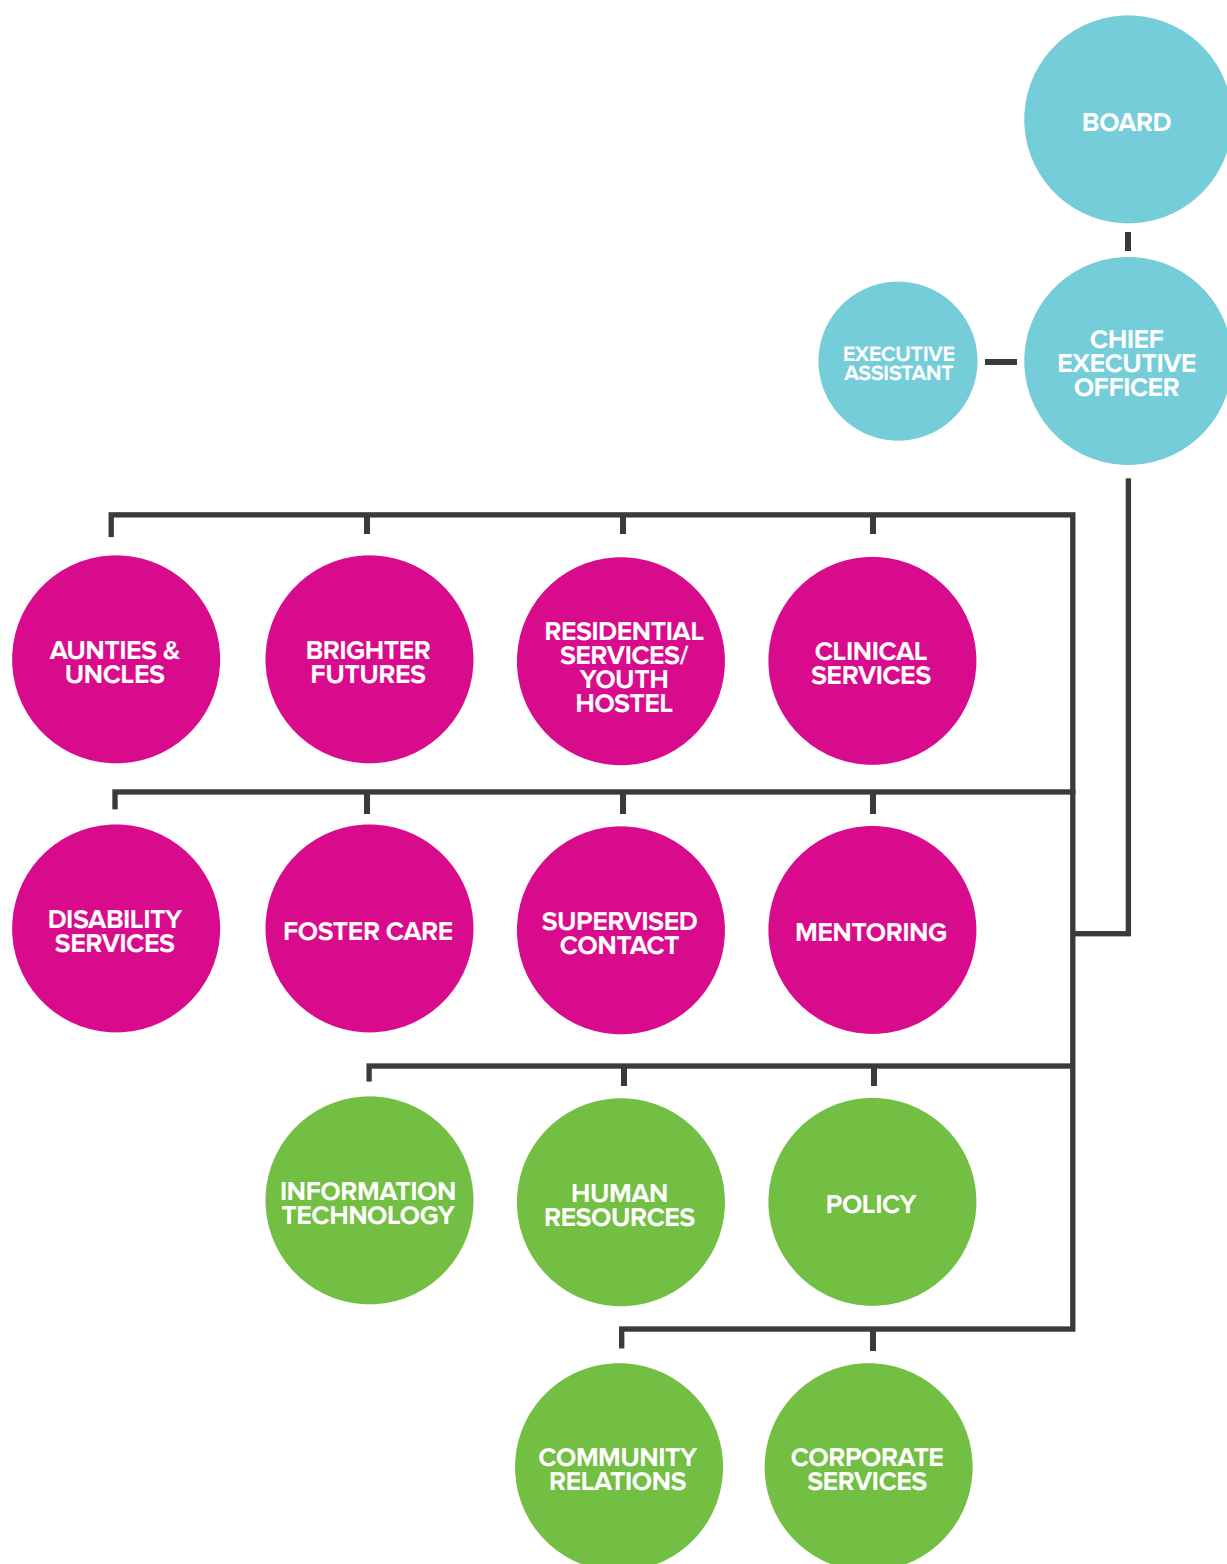 BOARD
EXECUTIVE
ASSISTANT
CHIEF
EXECUTIVE
OFFICER
AUNTIES &
UNCLES
BRIGHTER
FUTURES
RESIDENTIAL
SERVICES/
YOUTH
HOSTEL
CLINICAL
SERVICES
DISABILITY
SERVICES
FOSTER CARE
SUPERVISED
CONTACT
MENTORING
INFORMATION
TECHNOLOGY
HUMAN
RESOURCES
POLICY
COMMUNITY
RELATIONS
CORPORATE
SERVICES